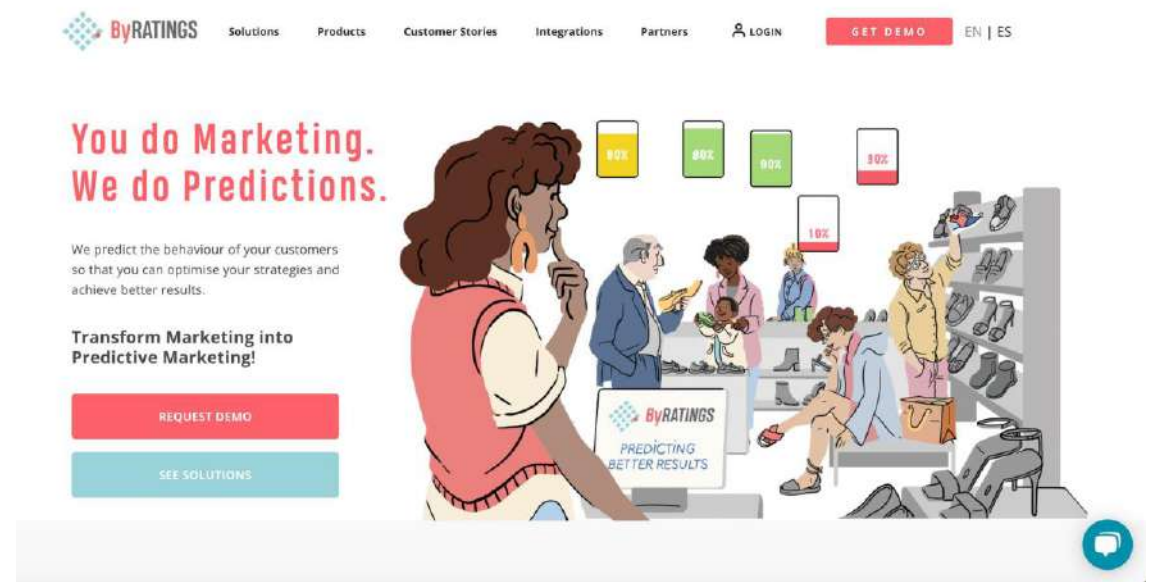 ByRATINGS
Solutions
Products
Customer Stories
Integrations
Partners
LOGIN
GET DEMO
EN | ES
You do Marketing.
We do Predictions.
We predict the behaviour of your customers
so that you can optimise your strategies and
achieve better results.
Transform Marketing into
Predictive Marketing!
REQUEST DEMO
SEE SOLUTIONS
80%
90%
30%
10%
ByRATINGS
PREDICTING
BETTER RESULTS